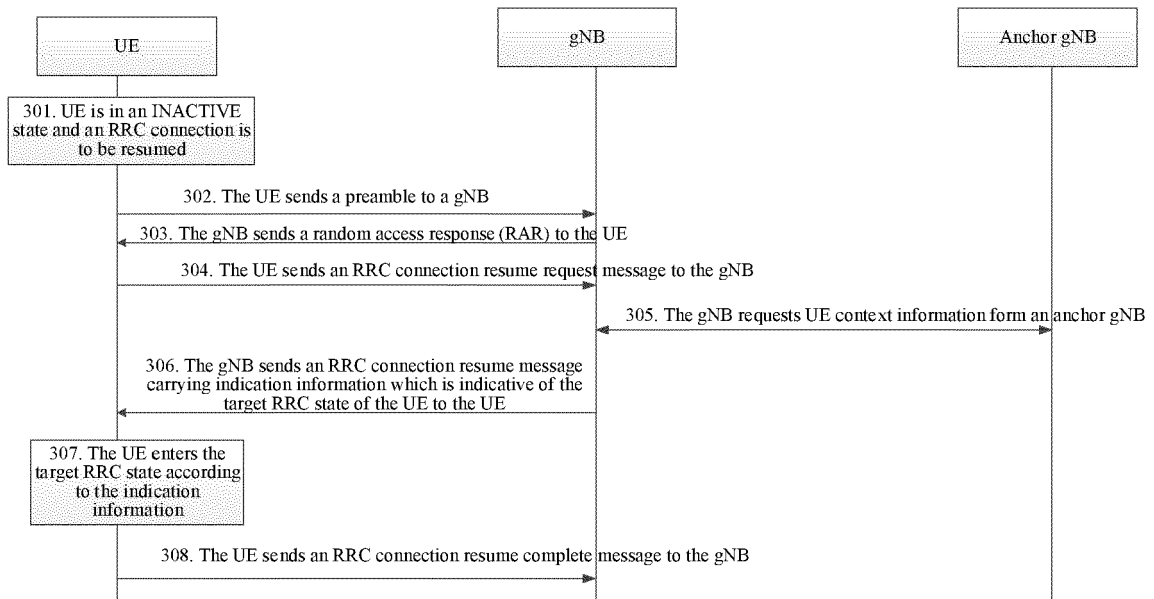 UE
gNB
Anchor gNB
301. UE is in an INACTIVE
state and an RRC connection is
to be resumed
302. The UE sends a preamble to a gNB
303. The gNB sends a random access response (RAR) to the UE
304. The UE sends an RRC connection resume request message to the gNB
305. The gNB requests UE context information form an anchor gNB
306. The gNB sends an RRC connection resume message
carrying indication information which is indicative of the
target RRC state of the UE to the UE
307. The UE enters the
target RRC state according
to the indication
information
308. The UE sends an RRC connection resume complete message to the gNB